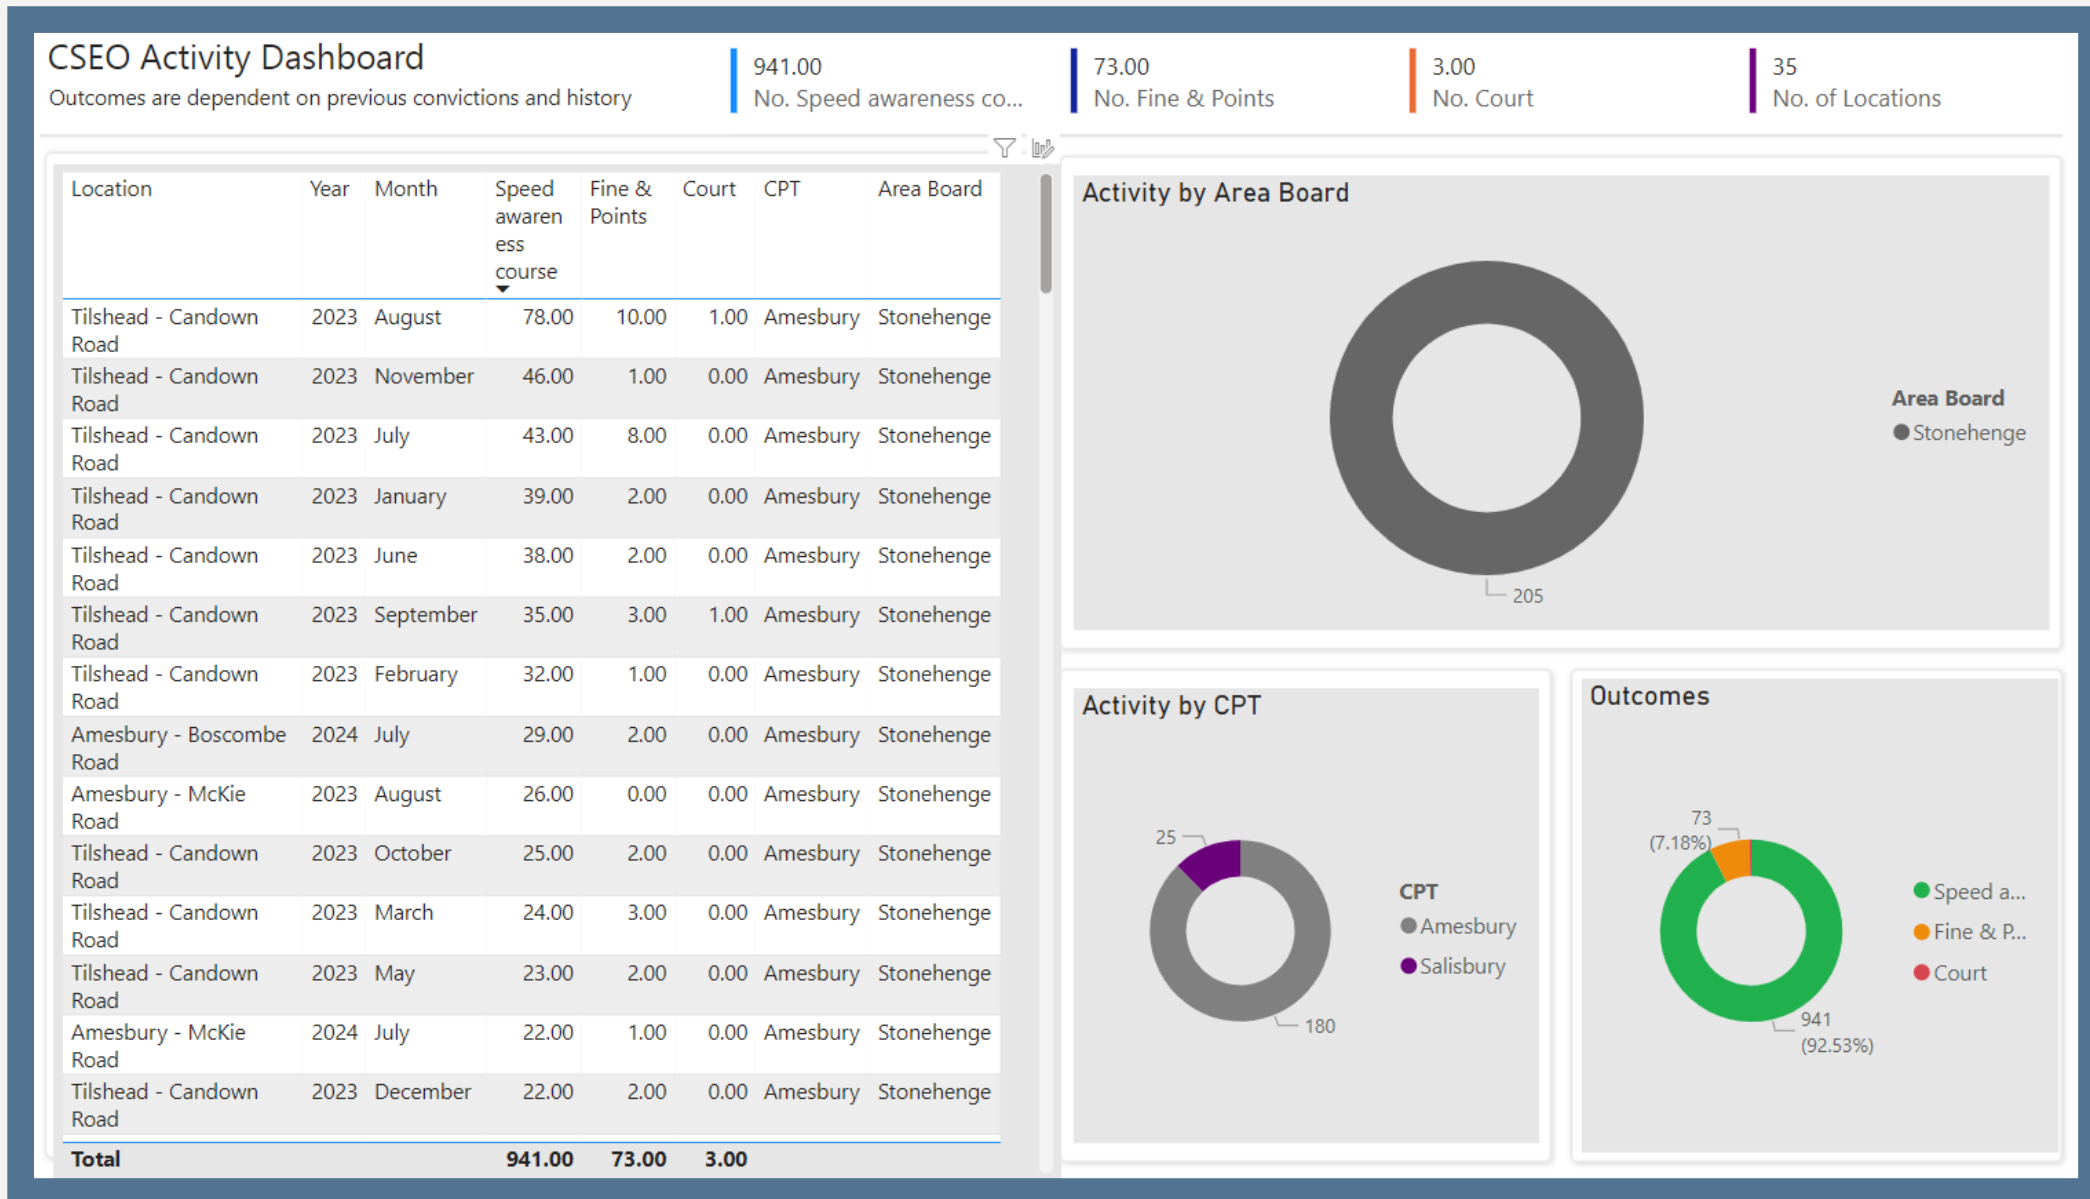 CSEO Activity Dashboard
Outcomes are dependent on previous convictions and history
941.00
No. Speed awareness co...
73.00
No. Fine & Points
3.00
No. Court
35
No. of Locations
Location Year Month Speed awaren ess course Fine & Points Court CPT Area Board
Tilshead - Candown Road 2023 August 78.00 10.00 1.00 Amesbury Stonehenge
Tilshead - Candown Road 2023 November 46.00 1.00 0.00 Amesbury Stonehenge
Tilshead - Candown Road 2023 July 43.00 8.00 0.00 Amesbury Stonehenge
Tilshead - Candown Road 2023 January 39.00 2.00 0.00 Amesbury Stonehenge
Tilshead - Candown Road 2023 June 38.00 2.00 0.00 Amesbury Stonehenge
Tilshead - Candown Road 2023 September 35.00 3.00 1.00 Amesbury Stonehenge
Tilshead - Candown Road 2023 February 32.00 1.00 0.00 Amesbury Stonehenge
Amesbury - Boscombe Road 2024 July 29.00 2.00 0.00 Amesbury Stonehenge
Amesbury - McKie Road 2023 August 26.00 0.00 0.00 Amesbury Stonehenge
Tilshead - Candown Road 2023 October 25.00 2.00 0.00 Amesbury Stonehenge
Tilshead - Candown Road 2023 March 24.00 3.00 0.00 Amesbury Stonehenge
Tilshead - Candown Road 2023 May 23.00 2.00 0.00 Amesbury Stonehenge
Amesbury - McKie Road 2024 July 22.00 1.00 0.00 Amesbury Stonehenge
Tilshead - Candown Road 2023 December 22.00 2.00 0.00 Amesbury Stonehenge
Total 941.00 73.00 3.00
Activity by Area Board
205
Area Board
Stonehenge
Activity by CPT
25
180
CPT
Amesbury
Salisbury
Outcomes
73
(7.18%)
941
(92.53%)
Speed a...
Fine & P...
Court